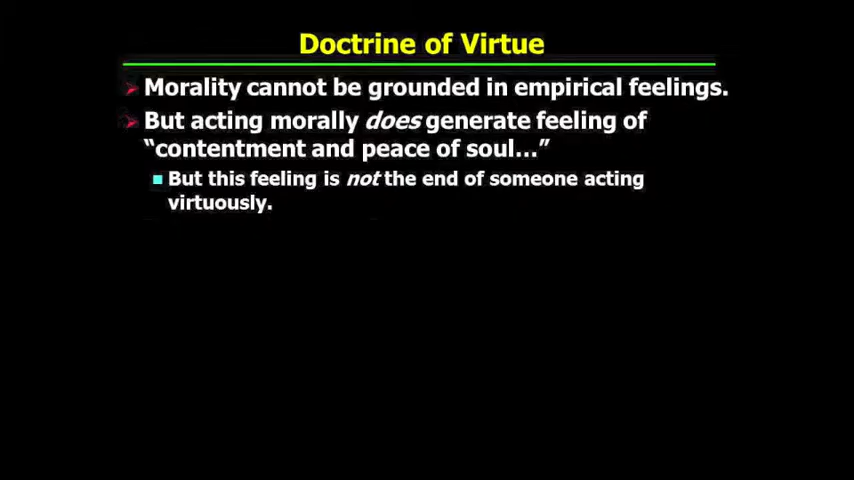 Doctrine of Virtue
Morality cannot be grounded in empirical feelings.
But acting morally does generate feeling of
“contentment and peace of soul…”
But this feeling is not the end of someone acting
virtuously.